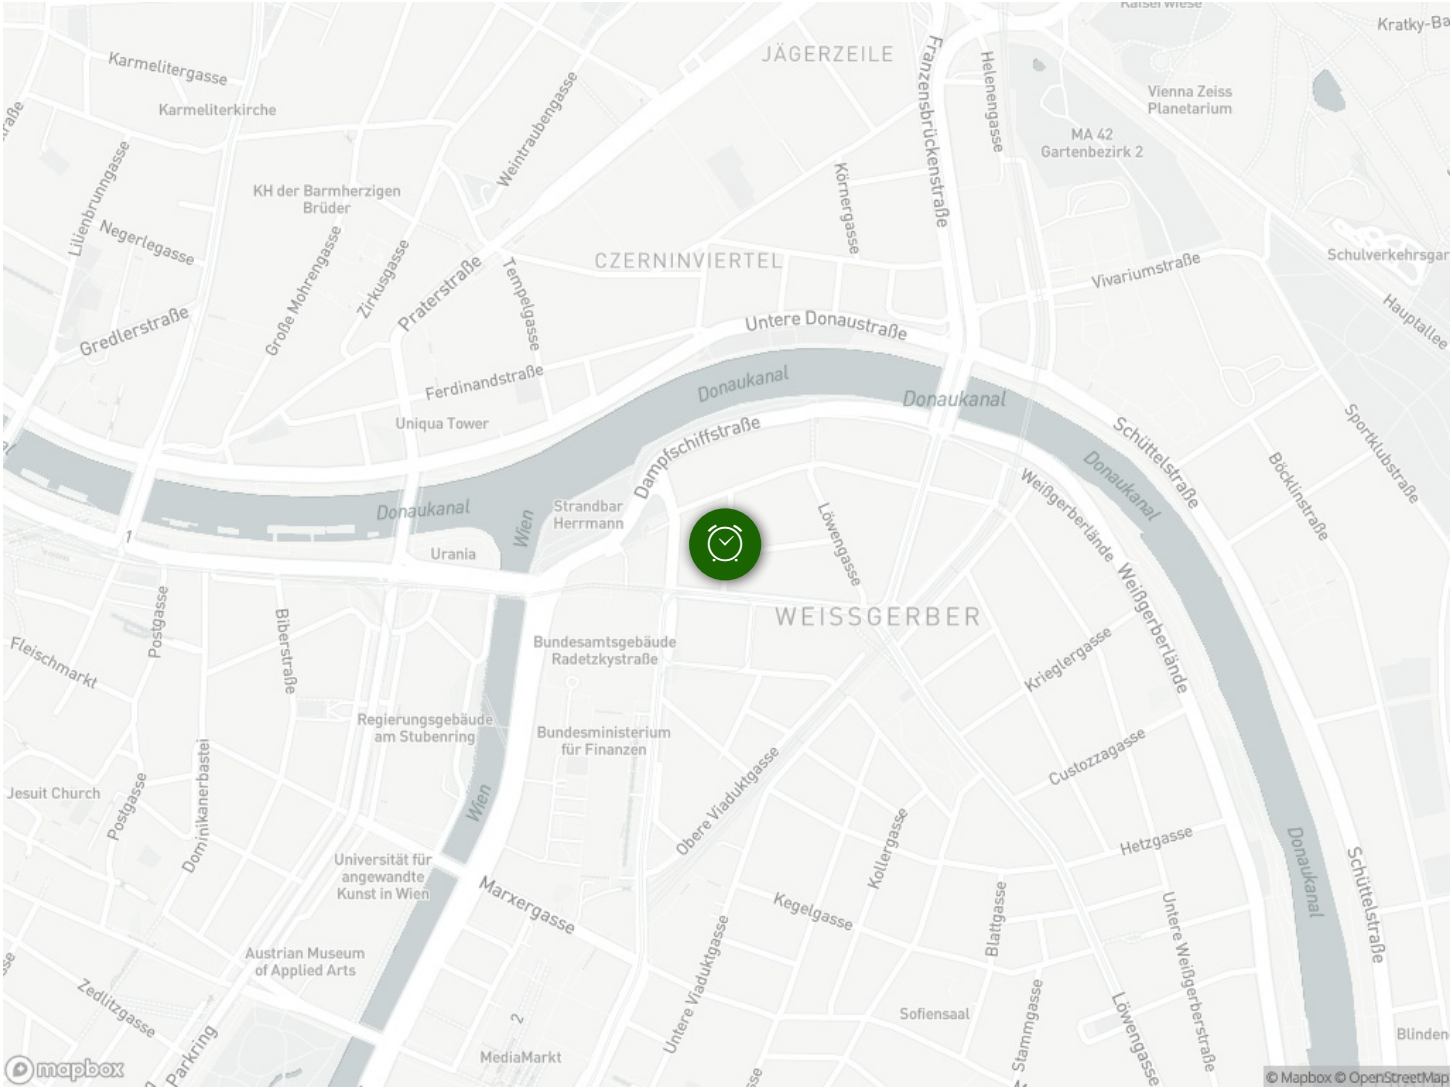 Kaiserwiese
Kratky-Ba
JÄGERZEILE
Karmelitergasse
Karmeliterkirche
Weintraubengasse
Franzensbrückenstraße
Helenengasse
Vienna Zeiss
Planetarium
MA 42
Gartenbezirk 2
Lilienbrunngasse
KH der Barmherzigen
Brüder
Körnergasse
Negerlegasse
Große Mohrengasse
Zirkusgasse
Praterstraße
Tempelgasse
CZERNINVIERTEL
Vivariumstraße
Schulverkehrsgar
Hauptallee
Gredlerstraße
Untere Donaustraße
Ferdinandstraße
Donaukanal
Donaukanal
Uniqua Tower
Dampfschiffstraße
Schüttelstraße
Sportklubstraße
Böcklinstraße
Donaukanal
Weißgerberlände
Donaukanal
Wien
Strandbar
Herrmann
Löwengasse
1
Urania
Weißgerberlände
WEISSGERBER
Postgasse
Biberstraße
Fleischmarkt
Bundesamtsgebäude
Radetzkystraße
Krieglergasse
Regierungsgebäude
am Stubenring
Bundesministerium
für Finanzen
Custozzagasse
Jesuit Church
Postgasse
Dominikanerbastei
Wien
Obere Viaduktgasse
Kollergasse
Hetzgasse
Donaukanal
Schüttelstraße
Universität für
angewandte
Kunst in Wien
Marxergasse
Kegelgasse
Blattgasse
Untere Weißgerberstraße
Austrian Museum
of Applied Arts
Untere Viaduktgasse
Zedlitzgasse
Parkring
2
Sofiensaal
Stammgasse
Löwengasse
Blinden
MediaMarkt
mapbox
© Mapbox © OpenStreetMap